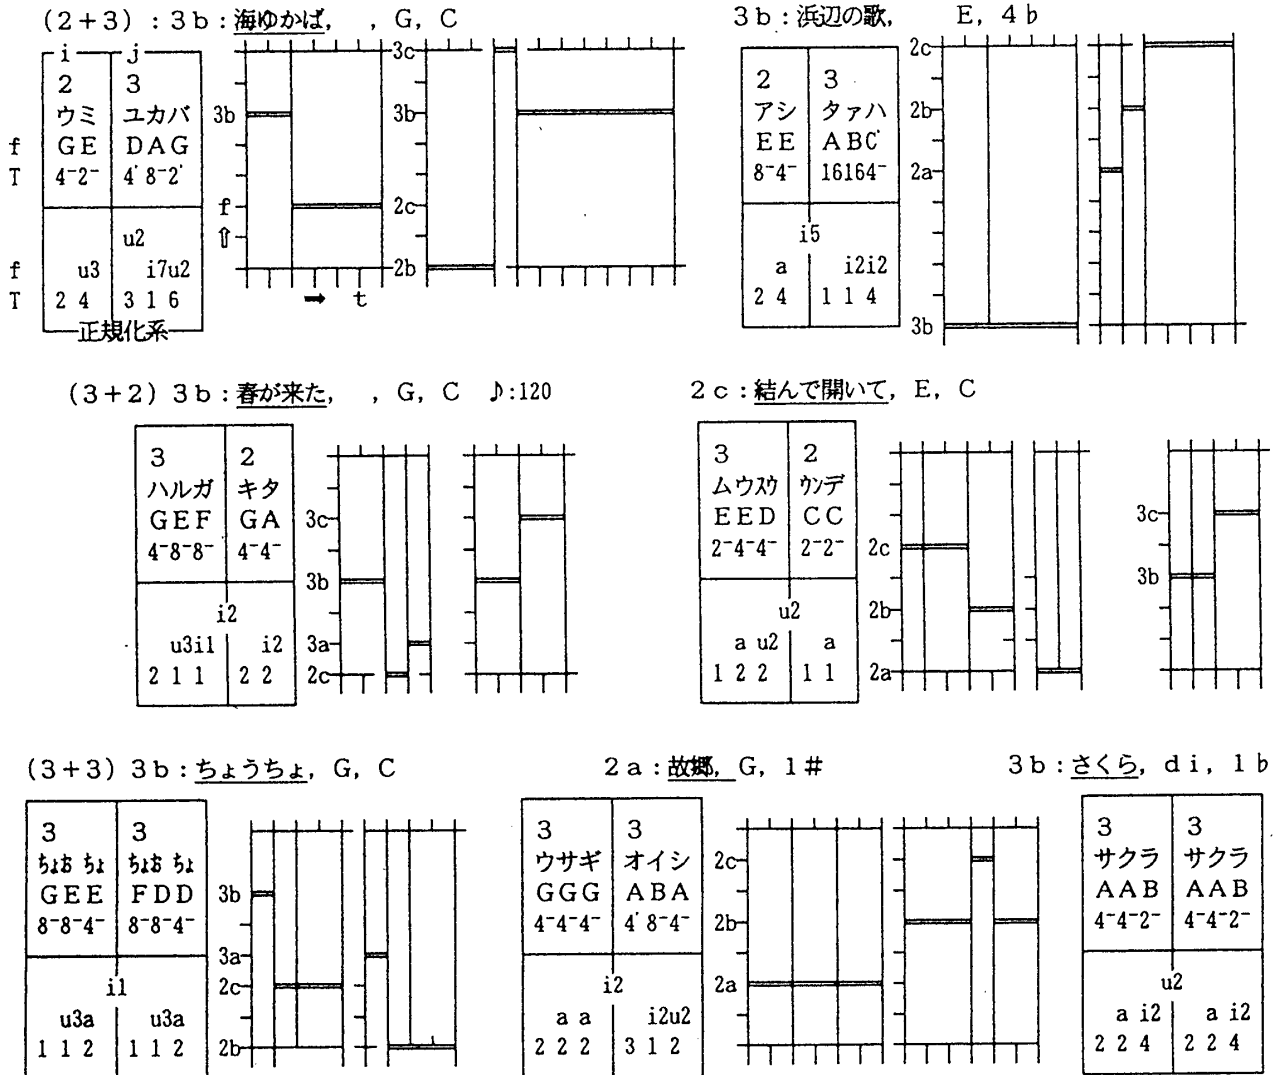 (2+3) : 3b : 海ゆかば, , G, C
3b : 浜辺の歌, E, 4♭
i j
2 3
ウミ ユカバ
f GE DAG
T 4⁻2⁻ 4˙8⁻2˙
u2
f u3 i7u2
T 2 4 3 1 6
正規化系
3b
f
⇧
➡ t
3c
3b
2c
2b
2 3
アシ タァハ
EE ABC˙
8⁻4⁻ 16164⁻
i5
a i2i2
2 4 1 1 4
2c
2b
2a
3b
(3+2) 3b : 春が来た, , G, C ♪:120
2c : 結んで開いて, E, C
3 2
ハルガ キタ
GEF GA
4⁻8⁻8⁻ 4⁻4⁻
i2
u3i1 i2
2 1 1 2 2
3c
3b
3a
2c
3 2
ムウスウ ウンデ
EED CC
2⁻4⁻4⁻ 2⁻2⁻
u2
a u2 a
1 2 2 1 1
2c
2b
2a
3c
3b
(3+3) 3b : ちょうちょ, G, C
2a : 故郷, G, 1#
3b : さくら, di, 1♭
3 3
ちょお ちょ ちょお ちょ
GEE FDD
8⁻8⁻4⁻ 8⁻8⁻4⁻
i1
u3a u3a
1 1 2 1 1 2
3b
3a
2c
2b
3 3
ウサギ オイシ
GGG ABA
4⁻4⁻4⁻ 4˙8⁻4⁻
i2
a a i2u2
2 2 2 3 1 2
2c
2b
2a
3 3
サクラ サクラ
AAB AAB
4⁻4⁻2⁻ 4⁻4⁻2⁻
u2
a i2 a i2
2 2 4 2 2 4